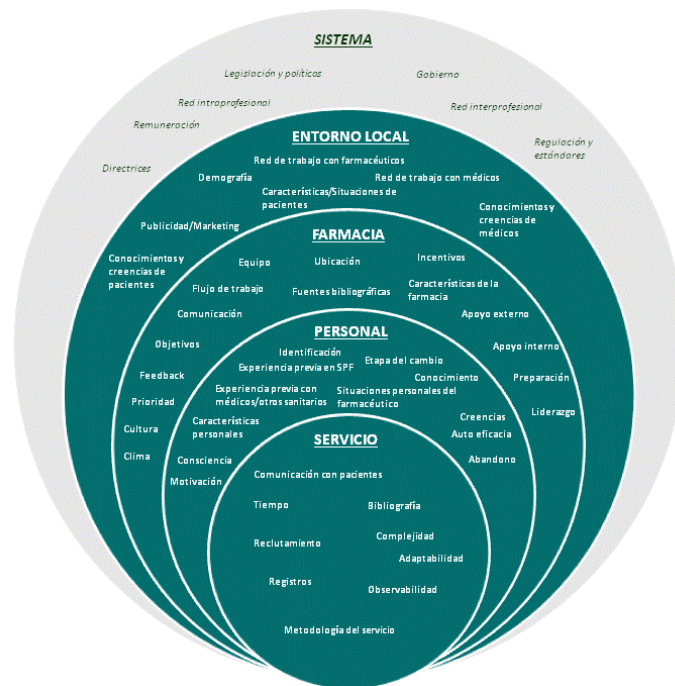 SISTEMA
Legislación y políticas
Gobierno
Red intraprofesional
Red interprofesional
Remuneración
Regulación y
estándares
Directrices
ENTORNO LOCAL
Red de trabajo con farmacéuticos
Demografía
Red de trabajo con médicos
Características/Situaciones de
pacientes
Conocimientos y
creencias de
médicos
Publicidad/Marketing
Conocimientos y
creencias de
pacientes
FARMACIA
Equipo
Ubicación
Incentivos
Flujo de trabajo
Fuentes bibliográficas
Características de la
farmacia
Comunicación
Apoyo externo
Objetivos
Apoyo interno
Feedback
Preparación
Prioridad
Liderazgo
Cultura
Clima
PERSONAL
Identificación
Etapa del cambio
Experiencia previa en SPF
Conocimiento
Experiencia previa con
médicos/otros sanitarios
Situaciones personales del
farmacéutico
Características
personales
Creencias
Auto eficacia
Consciencia
Abandono
Motivación
SERVICIO
Comunicación con pacientes
Tiempo
Bibliografía
Reclutamiento
Complejidad
Adaptabilidad
Registros
Observabilidad
Metodología del servicio